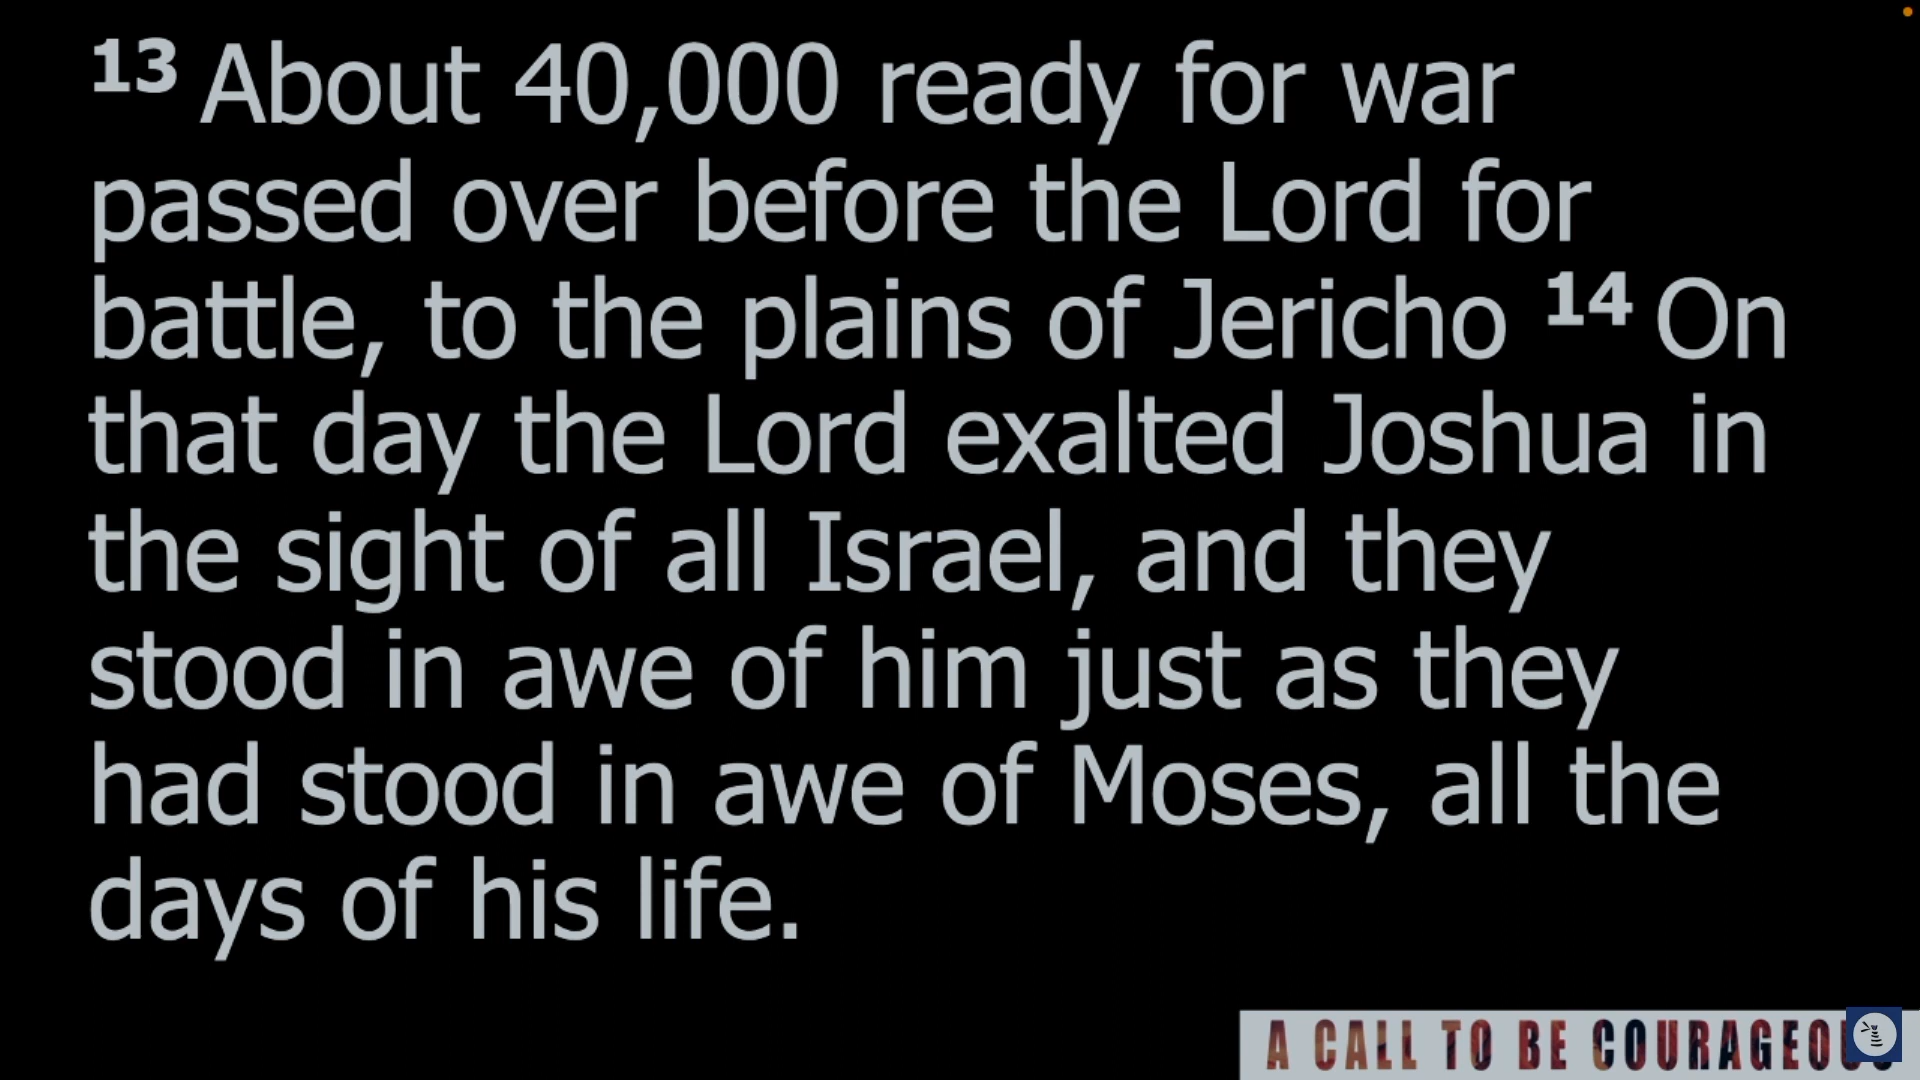 13 About 40,000 ready for war
passed over before the Lord for
battle, to the plains of Jericho 14 On
that day the Lord exalted Joshua in
the sight of all Israel, and they
stood in awe of him just as they
had stood in awe of Moses, all the
days of his life.
A CALL TO BE COURAGEOUS